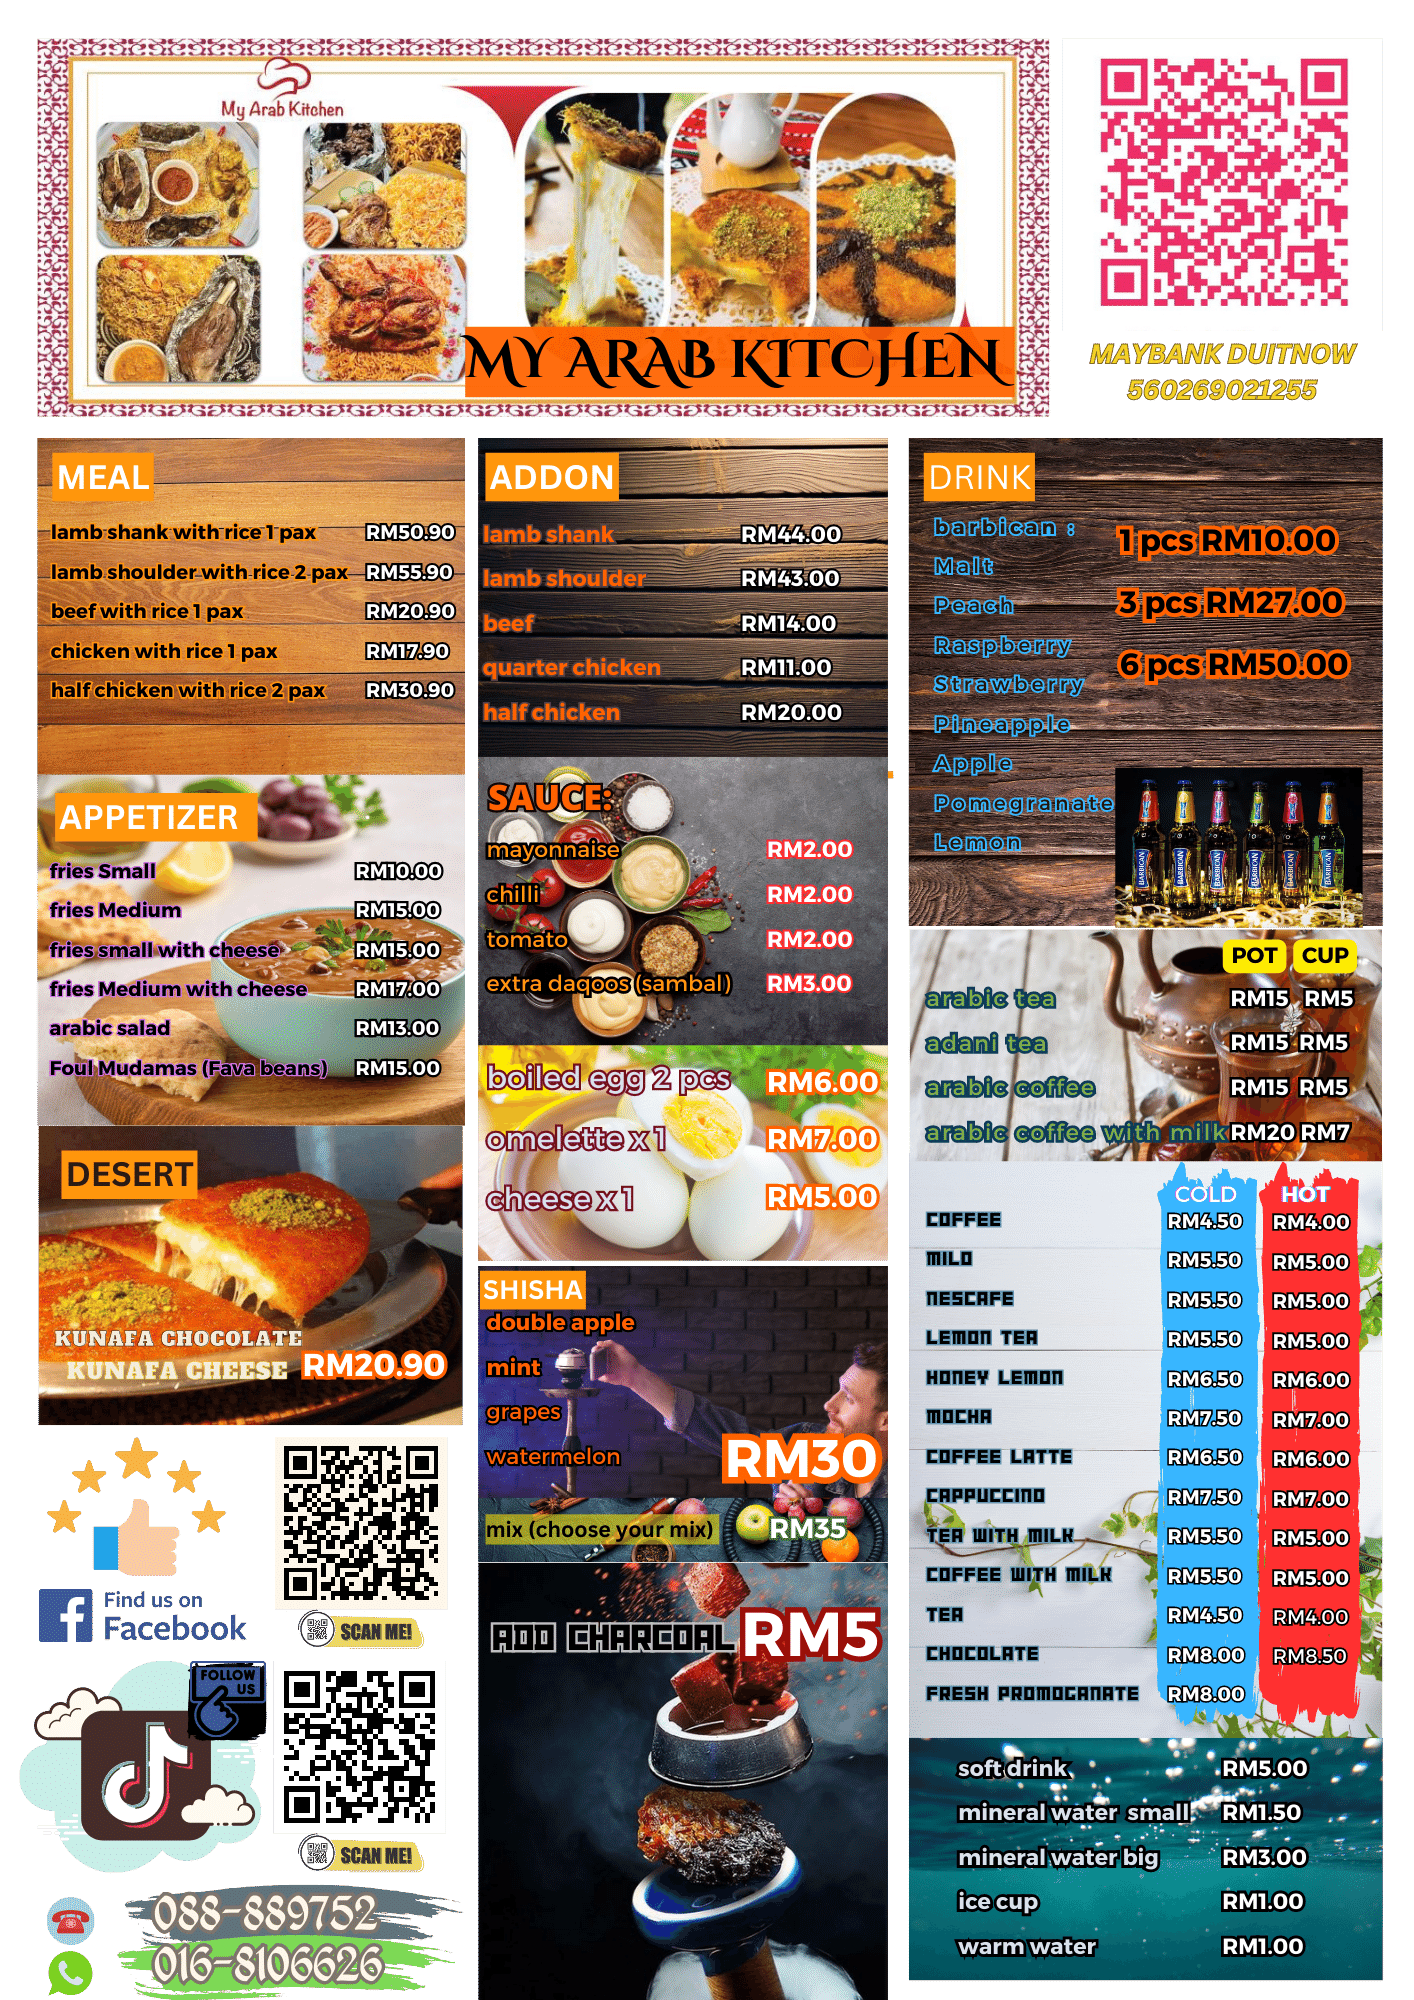 My Arab Kitchen
MY ARAB KITCHEN
MAYBANK DUITNOW
560269021255
MEAL
lamb shank with rice 1 pax RM50.90
lamb shoulder with rice 2 pax RM55.90
beef with rice 1 pax RM20.90
chicken with rice 1 pax RM17.90
half chicken with rice 2 pax RM30.90
APPETIZER
fries Small RM10.00
fries Medium RM15.00
fries small with cheese RM15.00
fries Medium with cheese RM17.00
arabic salad RM13.00
Foul Mudamas (Fava beans) RM15.00
DESERT
KUNAFA CHOCOLATE
KUNAFA CHEESE RM20.90
Find us on
Facebook
SCAN ME!
FOLLOW
US
SCAN ME!
088-889752
016-8106626
ADDON
lamb shank RM44.00
lamb shoulder RM43.00
beef RM14.00
quarter chicken RM11.00
half chicken RM20.00
SAUCE:
mayonnaise RM2.00
chilli RM2.00
tomato RM2.00
extra daqoos (sambal) RM3.00
boiled egg 2 pcs RM6.00
omelette x 1 RM7.00
cheese x 1 RM5.00
SHISHA
double apple
mint
grapes
watermelon RM30
mix (choose your mix) RM35
ADD CHARCOAL RM5
DRINK
barbican :
Malt
Peach
Raspberry
Strawberry
Pineapple
Apple
Pomegranate
Lemon
1 pcs RM10.00
3 pcs RM27.00
6 pcs RM50.00
BARBICAN BARBICAN BARBICAN BARBICAN BARBICAN BARBICAN
POT CUP
arabic tea RM15 RM5
adani tea RM15 RM5
arabic coffee RM15 RM5
arabic coffee with milk RM20 RM7
COLD HOT
COFFEE RM4.50 RM4.00
MILO RM5.50 RM5.00
NESCAFE RM5.50 RM5.00
LEMON TEA RM5.50 RM5.00
HONEY LEMON RM6.50 RM6.00
MOCHA RM7.50 RM7.00
COFFEE LATTE RM6.50 RM6.00
CAPPUCCINO RM7.50 RM7.00
TEA WITH MILK RM5.50 RM5.00
COFFEE WITH MILK RM5.50 RM5.00
TEA RM4.50 RM4.00
CHOCOLATE RM8.00 RM8.50
FRESH PROMOGANATE RM8.00
soft drink RM5.00
mineral water small RM1.50
mineral water big RM3.00
ice cup RM1.00
warm water RM1.00